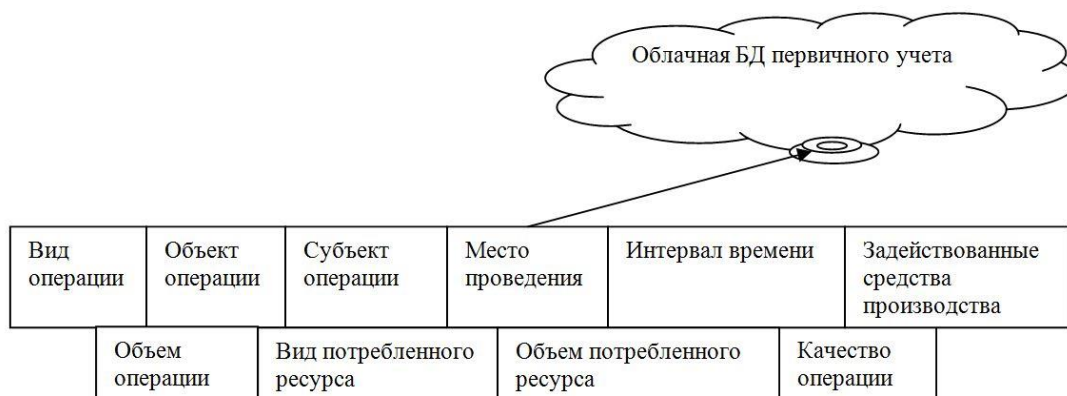 Облачная БД первичного учета
Вид
операции
Объект
операции
Субъект
операции
Место
проведения
Интервал времени
Задействованные
средства
производства
Объем
операции
Вид потребленного
ресурса
Объем потребленного
ресурса
Качество
операции